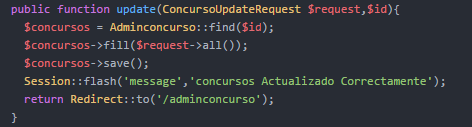 public function update(ConcursoUpdateRequest $request,$id){
$concursos = Adminconcurso::find($id);
$concursos->fill($request->all());
$concursos->save();
Session::flash('message','concursos Actualizado Correctamente');
return Redirect::to('/adminconcurso');
}